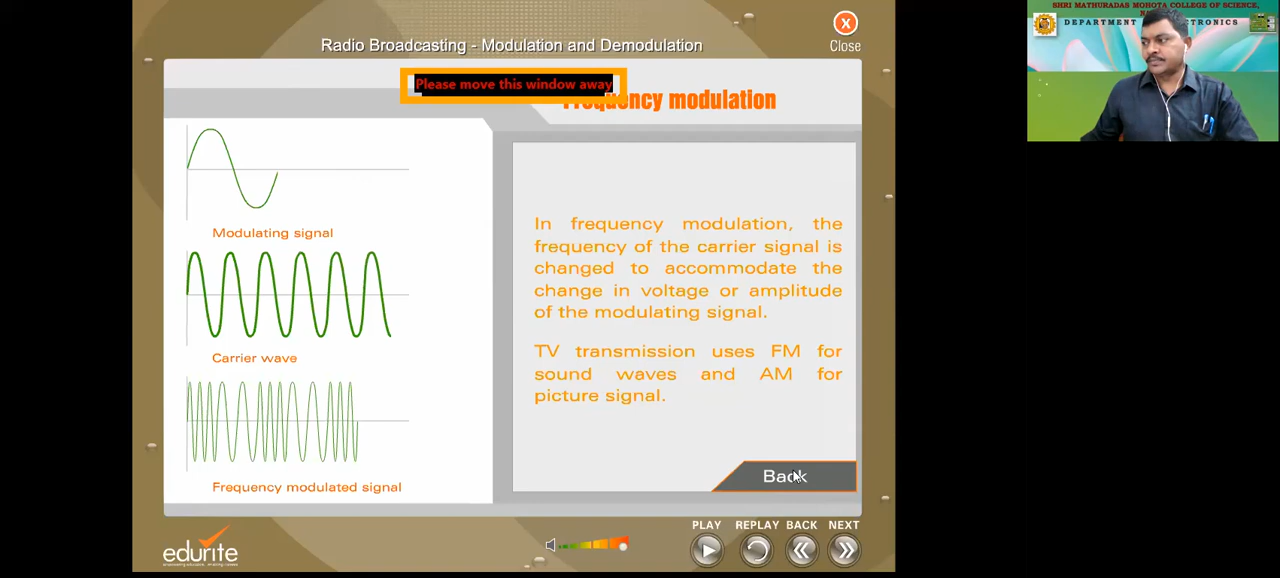 Radio Broadcasting - Modulation and Demodulation
Close
SHRI MATHURADAS MOHOTA COLLEGE OF SCIENCE,
DEPARTMENT
Please move this window away
Frequency modulation
Modulating signal
Carrier wave
Frequency modulated signal
In frequency modulation, the
frequency of the carrier signal is
changed to accommodate the
change in voltage or amplitude
of the modulating signal.
TV transmission uses FM for
sound waves and AM for
picture signal.
Back
edurite
PLAY REPLAY BACK NEXT